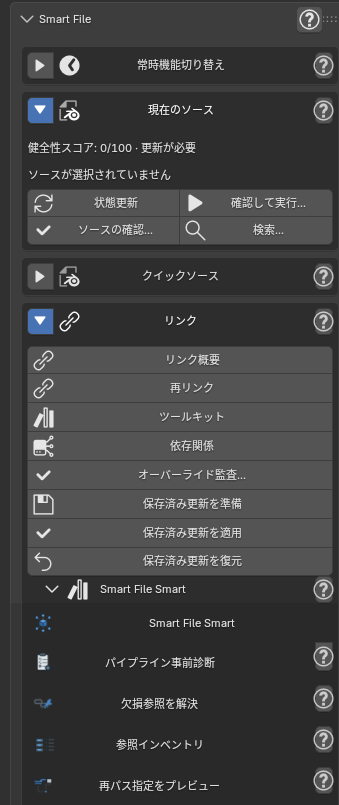 Smart File
常時機能切り替え
現在のソース
健全性スコア: 0/100 · 更新が必要
ソースが選択されていません
状態更新
確認して実行...
ソースの確認...
検索...
クイックソース
リンク
リンク概要
再リンク
ツールキット
依存関係
オーバーライド監査...
保存済み更新を準備
保存済み更新を適用
保存済み更新を復元
Smart File Smart
Smart File Smart
パイプライン事前診断
欠損参照を解決
参照インベントリ
再パス指定をプレビュー